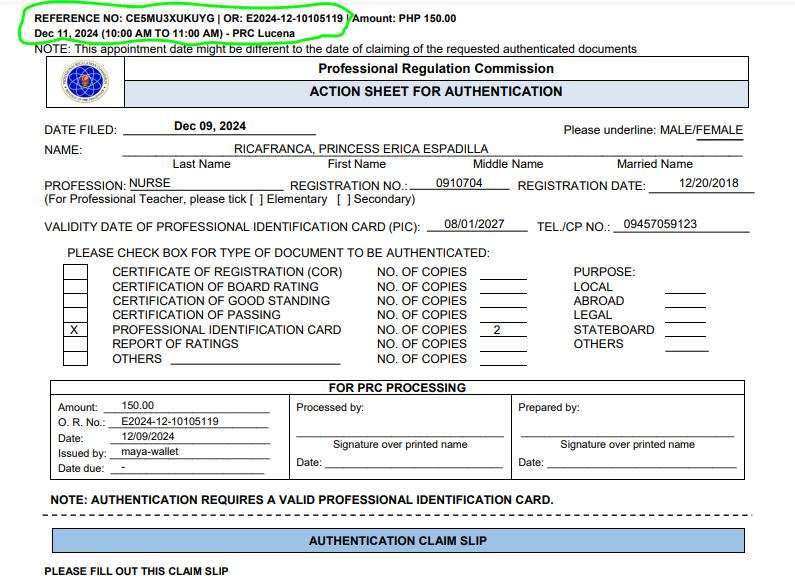 REFERENCE NO: CE5MU3XUKUYG | OR: E2024-12-10105119 | Amount: PHP 150.00
Dec 11, 2024 (10:00 AM TO 11:00 AM) - PRC Lucena
NOTE: This appointment date might be different to the date of claiming of the requested authenticated documents
Professional Regulation Commission
ACTION SHEET FOR AUTHENTICATION
DATE FILED: Dec 09, 2024 Please underline: MALE/FEMALE
NAME: RICAFRANCA, PRINCESS ERICA ESPADILLA
Last Name First Name Middle Name Married Name
PROFESSION: NURSE REGISTRATION NO.: 0910704 REGISTRATION DATE: 12/20/2018
(For Professional Teacher, please tick [ ] Elementary [ ] Secondary)
VALIDITY DATE OF PROFESSIONAL IDENTIFICATION CARD (PIC): 08/01/2027 TEL./CP NO.: 09457059123
PLEASE CHECK BOX FOR TYPE OF DOCUMENT TO BE AUTHENTICATED:
CERTIFICATE OF REGISTRATION (COR) NO. OF COPIES PURPOSE:
CERTIFICATE OF BOARD RATING NO. OF COPIES LOCAL
CERTIFICATION OF GOOD STANDING NO. OF COPIES ABROAD
CERTIFICATION OF PASSING NO. OF COPIES LEGAL
X PROFESSIONAL IDENTIFICATION CARD NO. OF COPIES 2 STATEBOARD
REPORT OF RATINGS NO. OF COPIES OTHERS
OTHERS NO. OF COPIES
FOR PRC PROCESSING
Amount: 150.00 Processed by: Prepared by:
O. R. No.: E2024-12-10105119
Date: 12/09/2024
Signature over printed name Signature over printed name
Issued by: maya-wallet
Date due: - Date: Date:
NOTE: AUTHENTICATION REQUIRES A VALID PROFESSIONAL IDENTIFICATION CARD.
AUTHENTICATION CLAIM SLIP
PLEASE FILL OUT THIS CLAIM SLIP